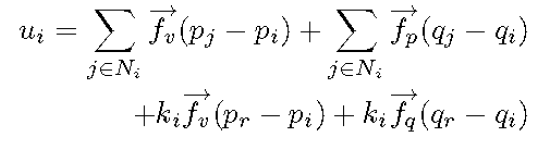 $u_i = \sum_{j \in N_i} \overrightarrow{f_v}(p_j - p_i) + \sum_{j \in N_i} \overrightarrow{f_p}(q_j - q_i)$
$+ k_i \overrightarrow{f_v}(p_r - p_i) + k_i \overrightarrow{f_q}(q_r - q_i)$